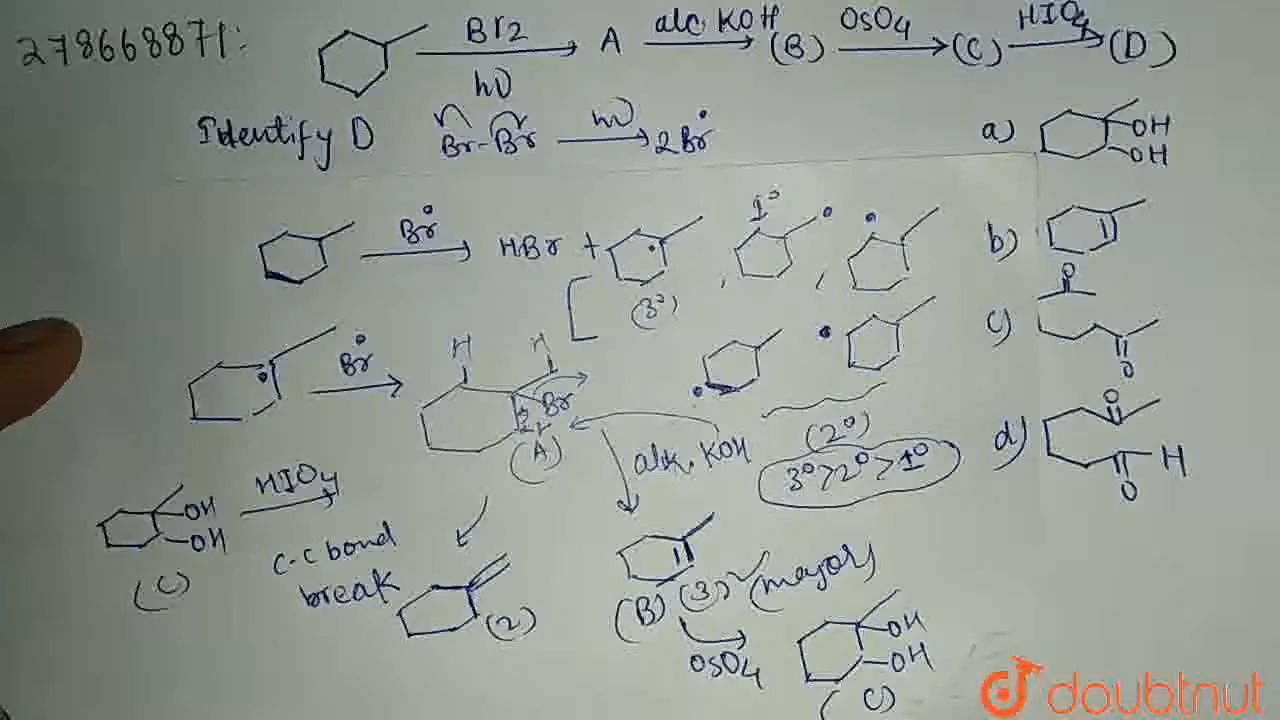 278668871:
Br2 hν A alc. KOH (B) OsO4 (C) HIO4 (D)
Identify D Br-Br hν 2Br•
a) OH
OH
Br• HBr + 1°
(3°)
b)
O
c)
O
Br• H H
Br
(A)
alc. KOH
(2°)
3°>2°>1°
d) O
H
O
OH
OH
(C)
HIO4
C-C bond
break
(2)
(B) (3) (major)
OsO4
OH
OH
(C)
doubtnut